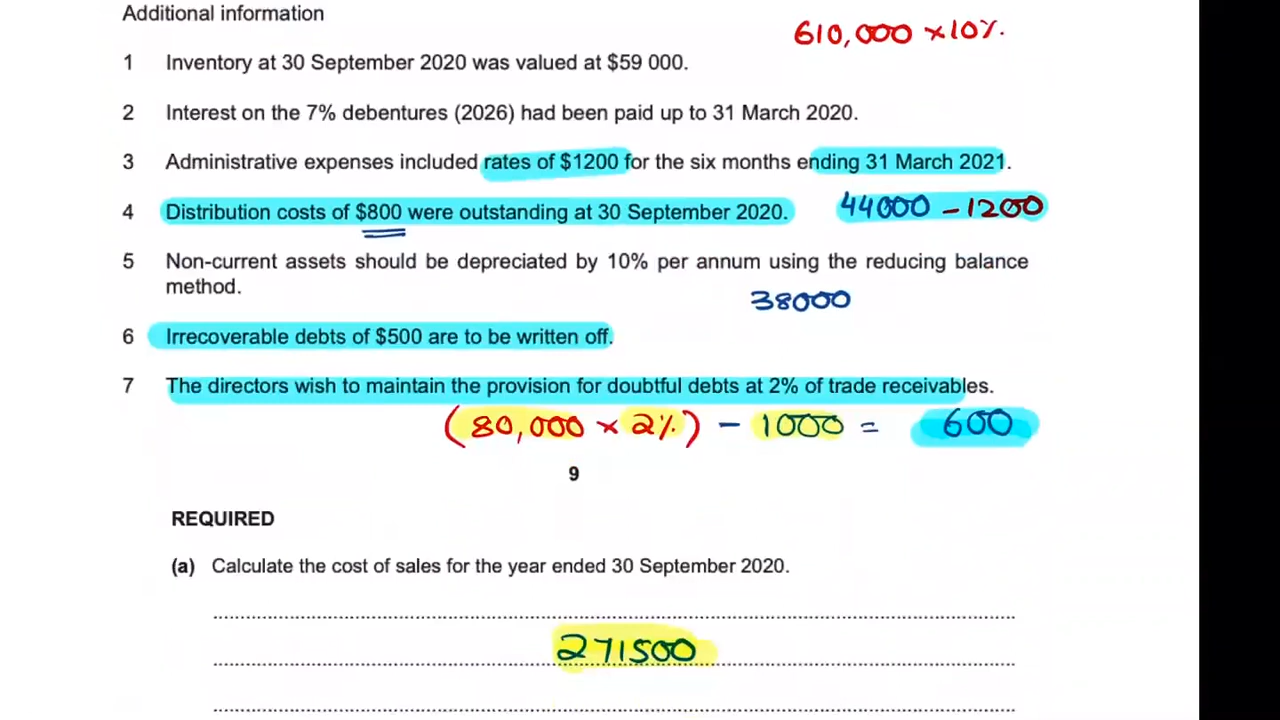 Additional information
610,000 ×10%.
1 Inventory at 30 September 2020 was valued at $59 000.
2 Interest on the 7% debentures (2026) had been paid up to 31 March 2020.
3 Administrative expenses included rates of $1200 for the six months ending 31 March 2021.
4 Distribution costs of $800 were outstanding at 30 September 2020. 44000 - 1200
5 Non-current assets should be depreciated by 10% per annum using the reducing balance
method.
38000
6 Irrecoverable debts of $500 are to be written off.
7 The directors wish to maintain the provision for doubtful debts at 2% of trade receivables.
(80,000 × 2%.) - 1000 = 600
9
REQUIRED
(a) Calculate the cost of sales for the year ended 30 September 2020.
271500